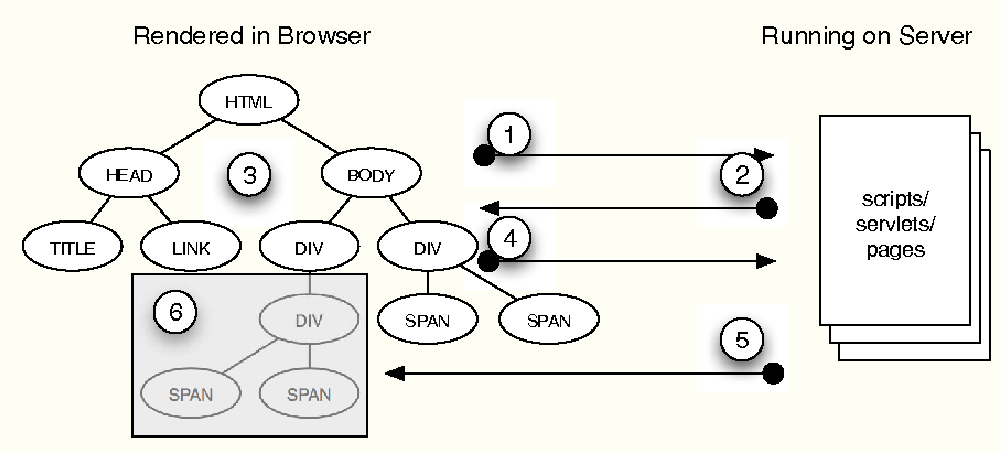 Rendered in Browser
Running on Server
HTML
1
HEAD
3
BODY
2
scripts/
servlets/
pages
TITLE
LINK
DIV
DIV
4
6
DIV
SPAN
SPAN
5
SPAN
SPAN